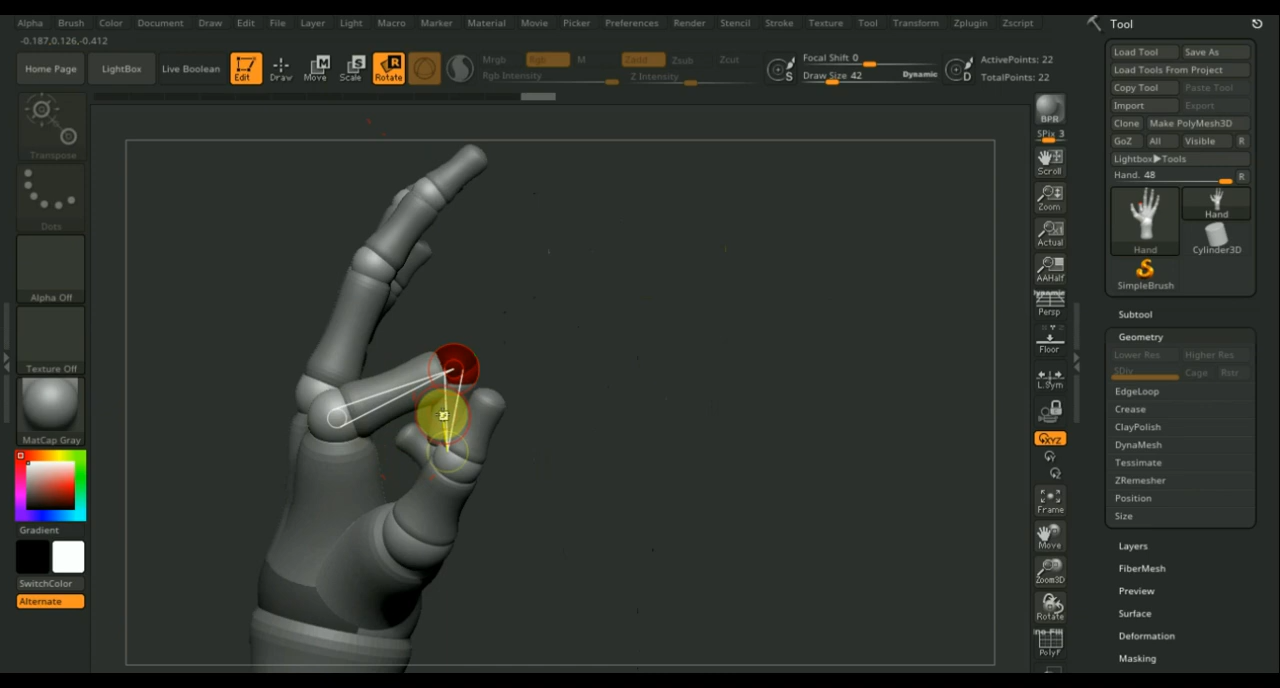 Alpha Brush Color Document Draw Edit File Layer Light Macro Marker Material Movie Picker Preferences Render Stencil Stroke Texture Tool Transform Zplugin Zscript
-0.187,0.126,-0.412
Home Page LightBox Live Boolean Edit Draw Move Scale Rotate
Mrgb Rgb M Zadd Zsub Zcut
Rgb Intensity Z Intensity
Focal Shift 0
Draw Size 42 Dynamic
ActivePoints: 22
TotalPoints: 22
Transpose
Dots
Alpha Off
Texture Off
MatCap Gray
Gradient
SwitchColor
Alternate
BPR
SPix 3
Scroll
Zoom
Actual
AAHalf
Dynamic
Persp
Floor
L.Sym
XYZ
Y
Z
Frame
Move
Zoom3D
Rotate
PolyF
Tool
Load Tool Save As
Load Tools From Project
Copy Tool Paste Tool
Import Export
Clone Make PolyMesh3D
GoZ All Visible R
Lightbox▶Tools
Hand. 48 R
Hand
Hand
Cylinder3D
SimpleBrush
Subtool
Geometry
Lower Res Higher Res
SDiv Cage Rstr
EdgeLoop
Crease
ClayPolish
DynaMesh
Tessimate
ZRemesher
Position
Size
Layers
FiberMesh
Preview
Surface
Deformation
Masking